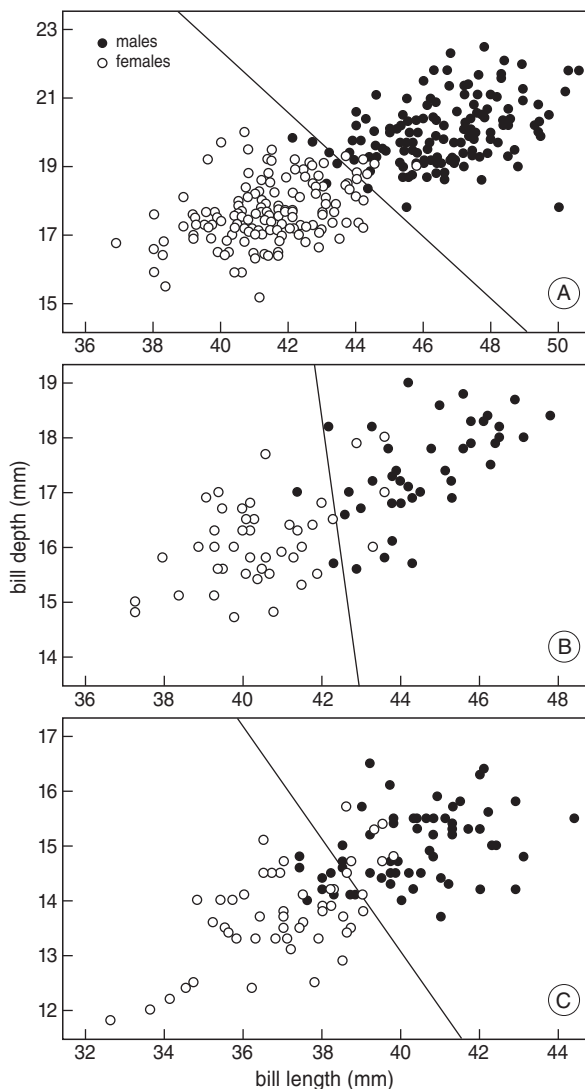 23
21
19
17
15
males
females
A
36 38 40 42 44 46 48 50
19
18
17
16
15
14
B
36 38 40 42 44 46 48
bill depth (mm)
17
16
15
14
13
12
C
32 34 36 38 40 42 44
bill length (mm)